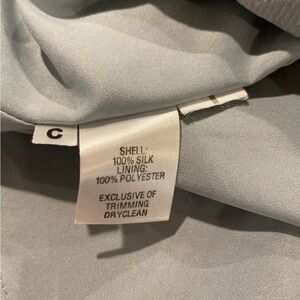 C
SHELL:
100% SILK
LINING:
100% POLYESTER
EXCLUSIVE OF
TRIMMING
DRYCLEAN